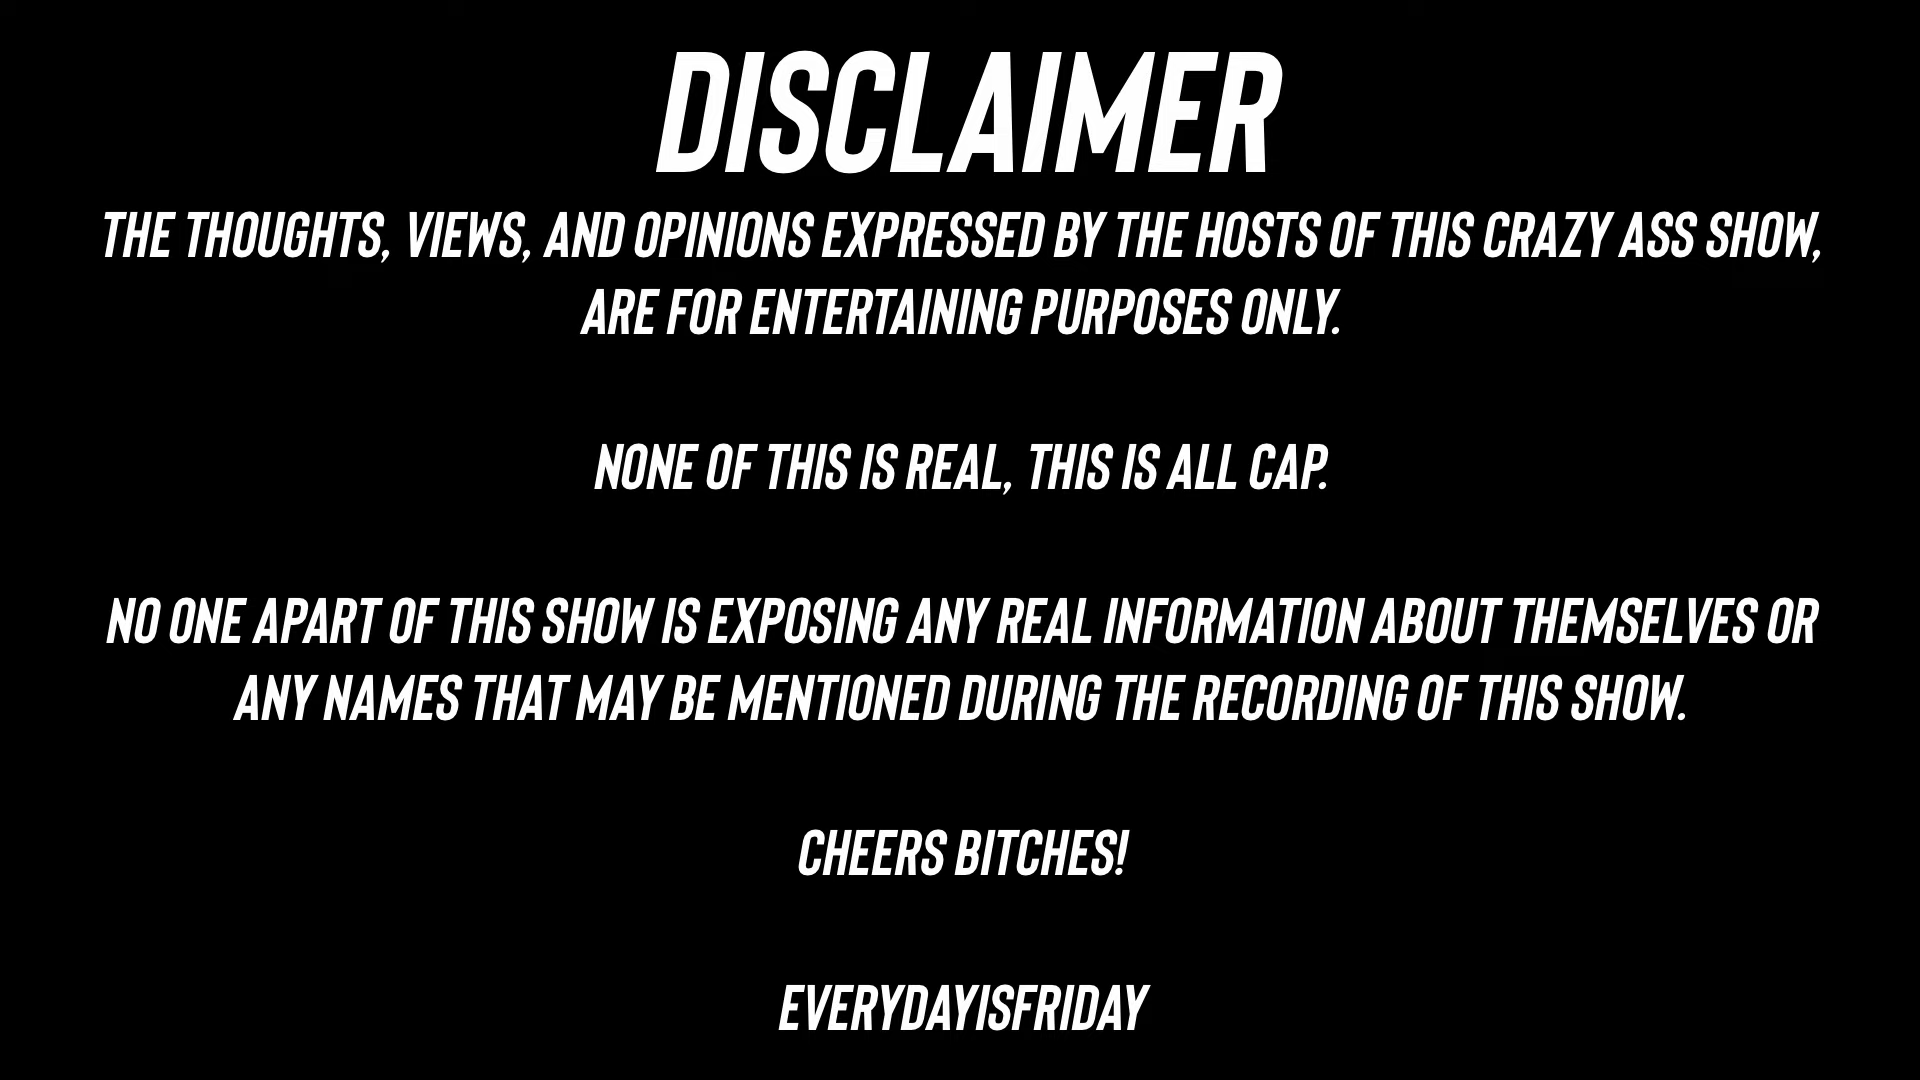 DISCLAIMER
THE THOUGHTS, VIEWS, AND OPINIONS EXPRESSED BY THE HOSTS OF THIS CRAZY ASS SHOW,
ARE FOR ENTERTAINING PURPOSES ONLY.
NONE OF THIS IS REAL, THIS IS ALL CAP.
NO ONE APART OF THIS SHOW IS EXPOSING ANY REAL INFORMATION ABOUT THEMSELVES OR
ANY NAMES THAT MAY BE MENTIONED DURING THE RECORDING OF THIS SHOW.
CHEERS BITCHES!
EVERYDAYISFRIDAY